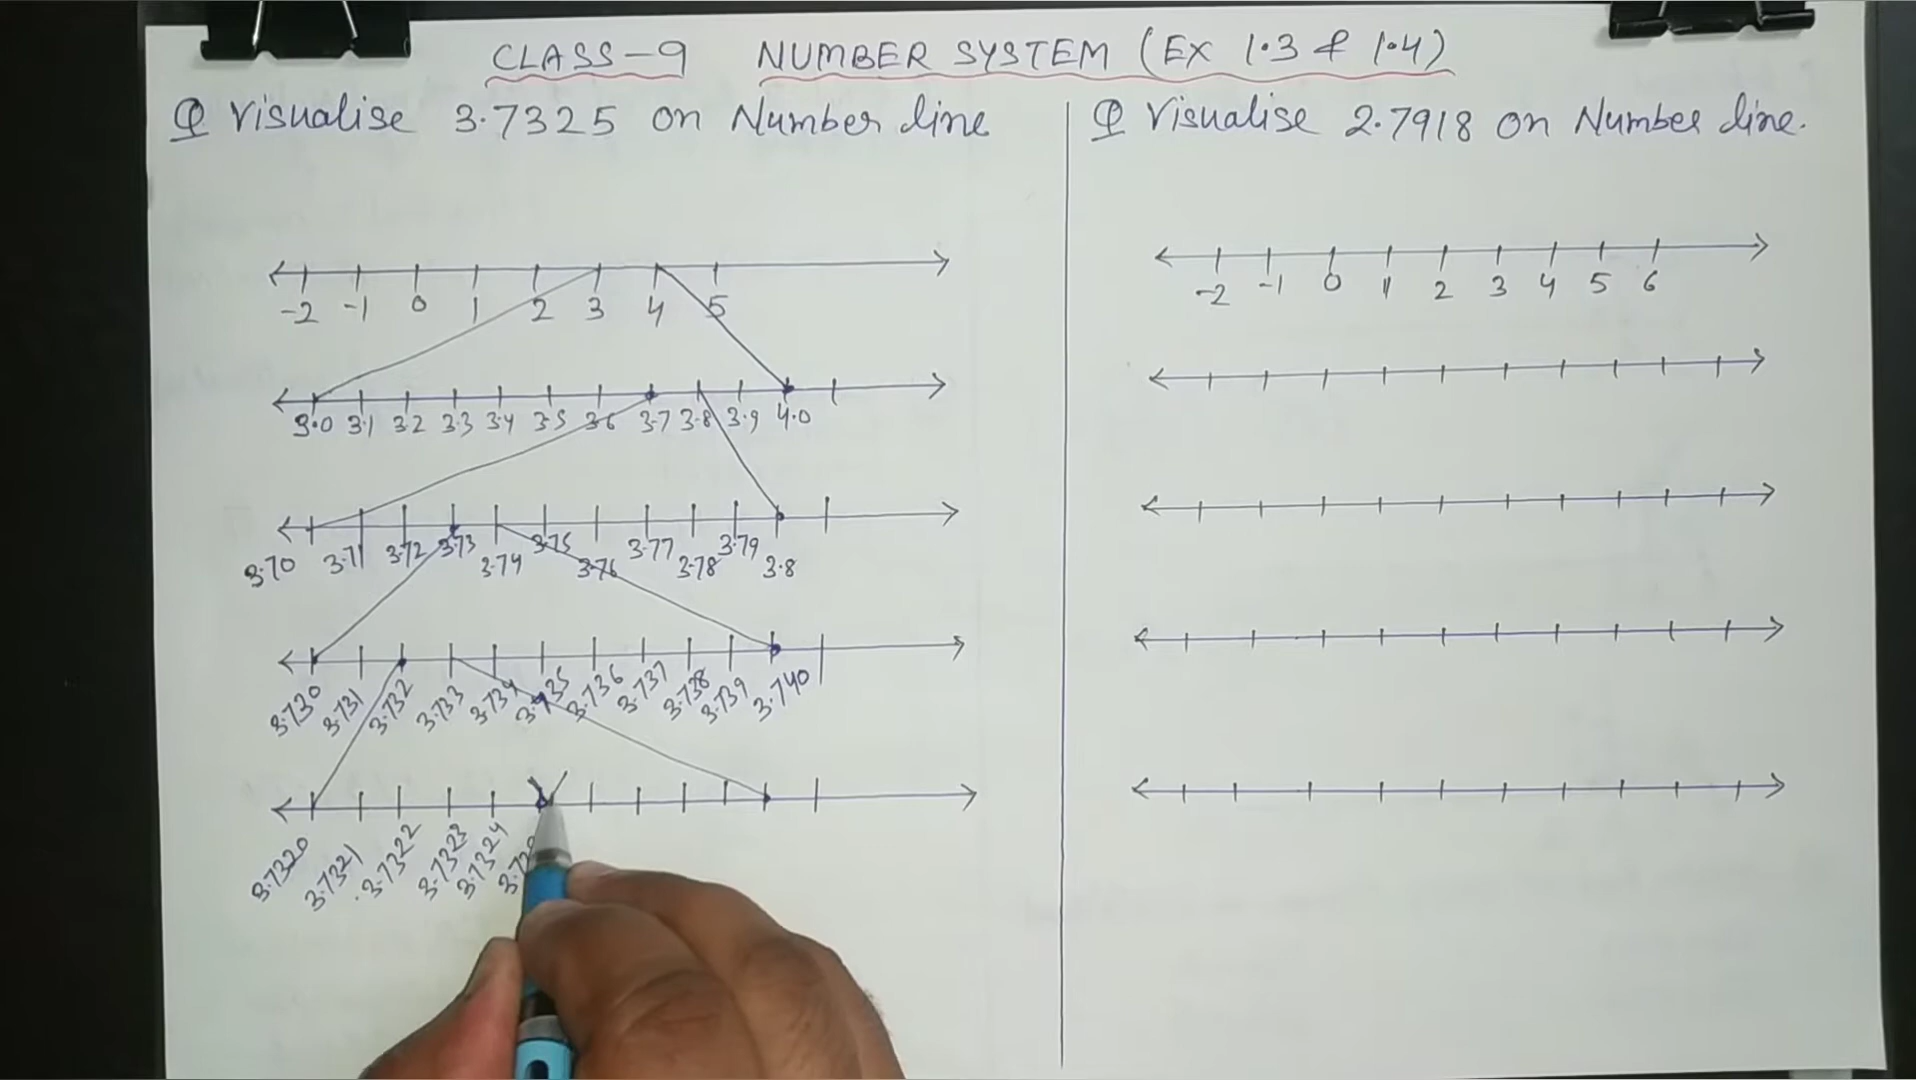 CLASS-9 NUMBER SYSTEM (EX 1.3 & 1.4)
Q Visualise 3.7325 on Number line
-2 -1 0 1 2 3 4 5
3.0 3.1 3.2 3.3 3.4 3.5 3.6 3.7 3.8 3.9 4.0
3.70 3.71 3.72 3.73 3.74 3.75 3.76 3.77 3.78 3.79 3.8
3.730 3.731 3.732 3.733 3.734 3.735 3.736 3.737 3.738 3.739 3.740
3.7320 3.7321 3.7322 3.7323 3.7324
Q Visualise 2.7918 on Number line.
-2 -1 0 1 2 3 4 5 6